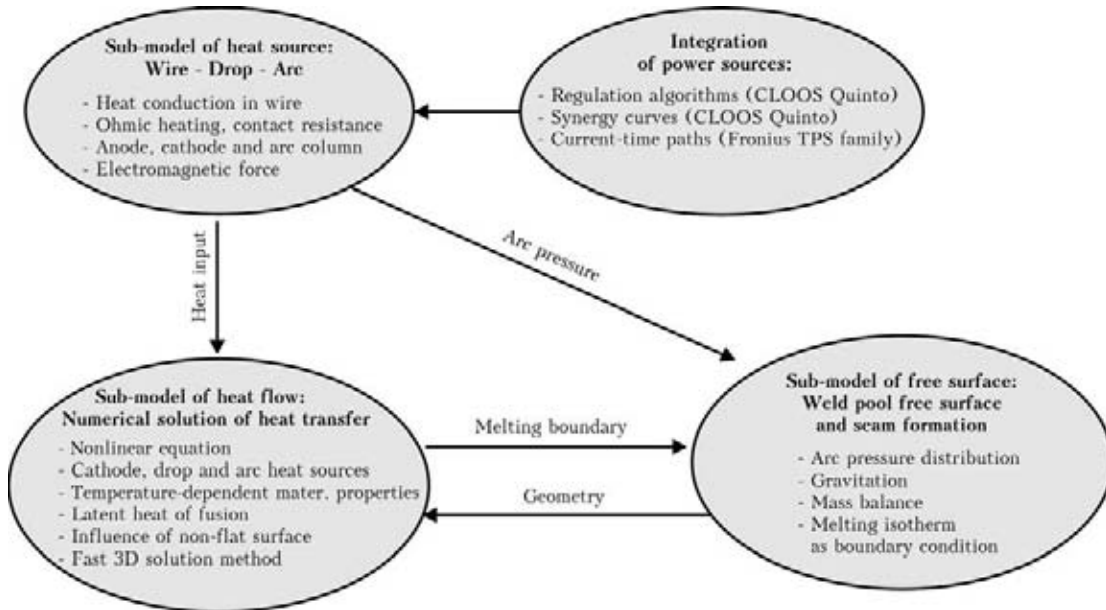 Sub-model of heat source:
Wire - Drop - Arc
- Heat conduction in wire
- Ohmic heating, contact resistance
- Anode, cathode and arc column
- Electromagnetic force
Integration
of power sources:
- Regulation algorithms (CLOOS Quinto)
- Synergy curves (CLOOS Quinto)
- Current-time paths (Fronius TPS family)
Heat input
Arc pressure
Sub-model of heat flow:
Numerical solution of heat transfer
- Nonlinear equation
- Cathode, drop and arc heat sources
- Temperature-dependent mater. properties
- Latent heat of fusion
- Influence of non-flat surface
- Fast 3D solution method
Melting boundary
Geometry
Sub-model of free surface:
Weld pool free surface
and seam formation
- Arc pressure distribution
- Gravitation
- Mass balance
- Melting isotherm
as boundary condition